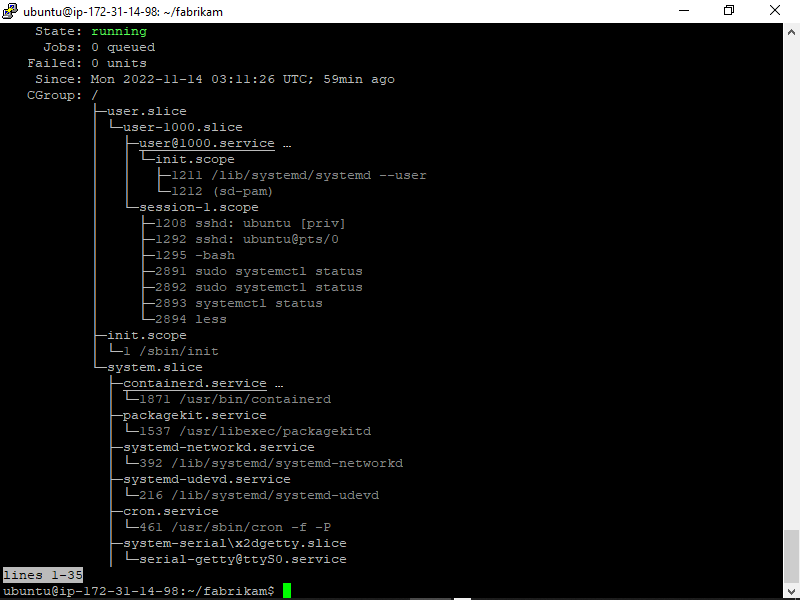 ubuntu@ip-172-31-14-98: ~/fabrikam
State: running
Jobs: 0 queued
Failed: 0 units
Since: Mon 2022-11-14 03:11:26 UTC; 59min ago
CGroup: /
├─user.slice
│ └─user-1000.slice
│   ├─user@1000.service …
│   │ └─init.scope
│   │   ├─1211 /lib/systemd/systemd --user
│   │   └─1212 (sd-pam)
│   └─session-1.scope
│     ├─1208 sshd: ubuntu [priv]
│     ├─1292 sshd: ubuntu@pts/0
│     ├─1295 -bash
│     ├─2891 sudo systemctl status
│     ├─2892 sudo systemctl status
│     ├─2893 systemctl status
│     └─2894 less
├─init.scope
│ └─1 /sbin/init
└─system.slice
  ├─containerd.service …
  │ └─1871 /usr/bin/containerd
  ├─packagekit.service
  │ └─1537 /usr/libexec/packagekitd
  ├─systemd-networkd.service
  │ └─392 /lib/systemd/systemd-networkd
  ├─systemd-udevd.service
  │ └─216 /lib/systemd/systemd-udevd
  ├─cron.service
  │ └─461 /usr/sbin/cron -f -P
  ├─system-serial\x2dgetty.slice
  │ └─serial-getty@ttyS0.service
lines 1-35
ubuntu@ip-172-31-14-98:~/fabrikam$